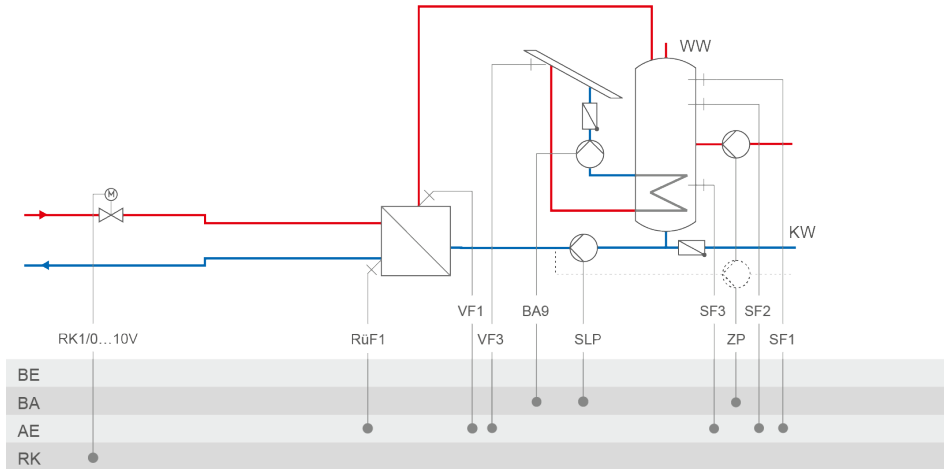 WW
M
KW
VF1
BA9
SF3
SF2
RK1/0…10V
RüF1
VF3
SLP
ZP
SF1
BE
BA
AE
RK